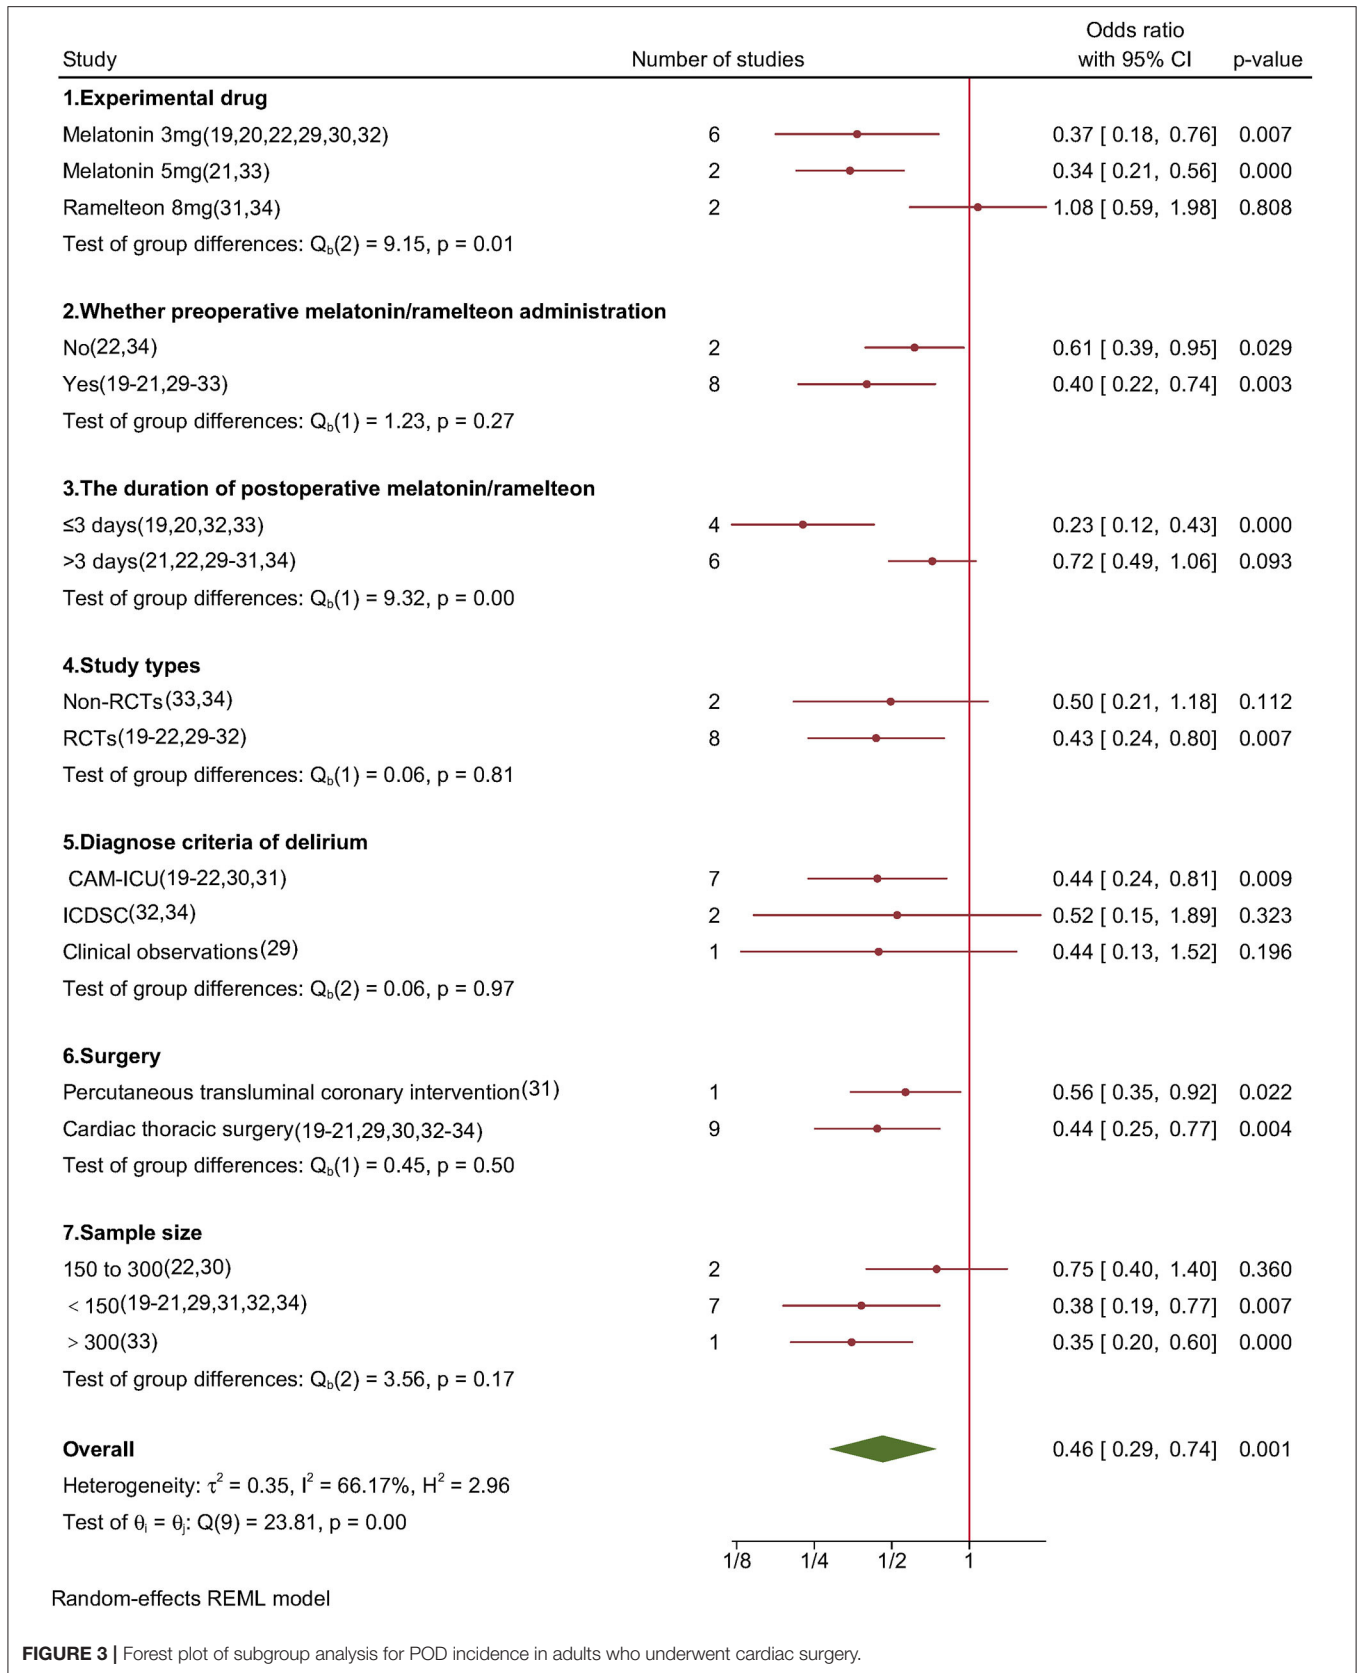 Odds ratio
Study Number of studies with 95% CI p-value
1.Experimental drug
Melatonin 3mg(19,20,22,29,30,32) 6 0.37 [ 0.18, 0.76] 0.007
Melatonin 5mg(21,33) 2 0.34 [ 0.21, 0.56] 0.000
Ramelteon 8mg(31,34) 2 1.08 [ 0.59, 1.98] 0.808
Test of group differences: Qb(2) = 9.15, p = 0.01
2.Whether preoperative melatonin/ramelteon administration
No(22,34) 2 0.61 [ 0.39, 0.95] 0.029
Yes(19-21,29-33) 8 0.40 [ 0.22, 0.74] 0.003
Test of group differences: Qb(1) = 1.23, p = 0.27
3.The duration of postoperative melatonin/ramelteon
≤3 days(19,20,32,33) 4 0.23 [ 0.12, 0.43] 0.000
>3 days(21,22,29-31,34) 6 0.72 [ 0.49, 1.06] 0.093
Test of group differences: Qb(1) = 9.32, p = 0.00
4.Study types
Non-RCTs(33,34) 2 0.50 [ 0.21, 1.18] 0.112
RCTs(19-22,29-32) 8 0.43 [ 0.24, 0.80] 0.007
Test of group differences: Qb(1) = 0.06, p = 0.81
5.Diagnose criteria of delirium
CAM-ICU(19-22,30,31) 7 0.44 [ 0.24, 0.81] 0.009
ICDSC(32,34) 2 0.52 [ 0.15, 1.89] 0.323
Clinical observations(29) 1 0.44 [ 0.13, 1.52] 0.196
Test of group differences: Qb(2) = 0.06, p = 0.97
6.Surgery
Percutaneous transluminal coronary intervention(31) 1 0.56 [ 0.35, 0.92] 0.022
Cardiac thoracic surgery(19-21,29,30,32-34) 9 0.44 [ 0.25, 0.77] 0.004
Test of group differences: Qb(1) = 0.45, p = 0.50
7.Sample size
150 to 300(22,30) 2 0.75 [ 0.40, 1.40] 0.360
< 150(19-21,29,31,32,34) 7 0.38 [ 0.19, 0.77] 0.007
> 300(33) 1 0.35 [ 0.20, 0.60] 0.000
Test of group differences: Qb(2) = 3.56, p = 0.17
Overall 0.46 [ 0.29, 0.74] 0.001
Heterogeneity: τ² = 0.35, I² = 66.17%, H² = 2.96
Test of θi = θj: Q(9) = 23.81, p = 0.00
1/8 1/4 1/2 1
Random-effects REML model
FIGURE 3 | Forest plot of subgroup analysis for POD incidence in adults who underwent cardiac surgery.